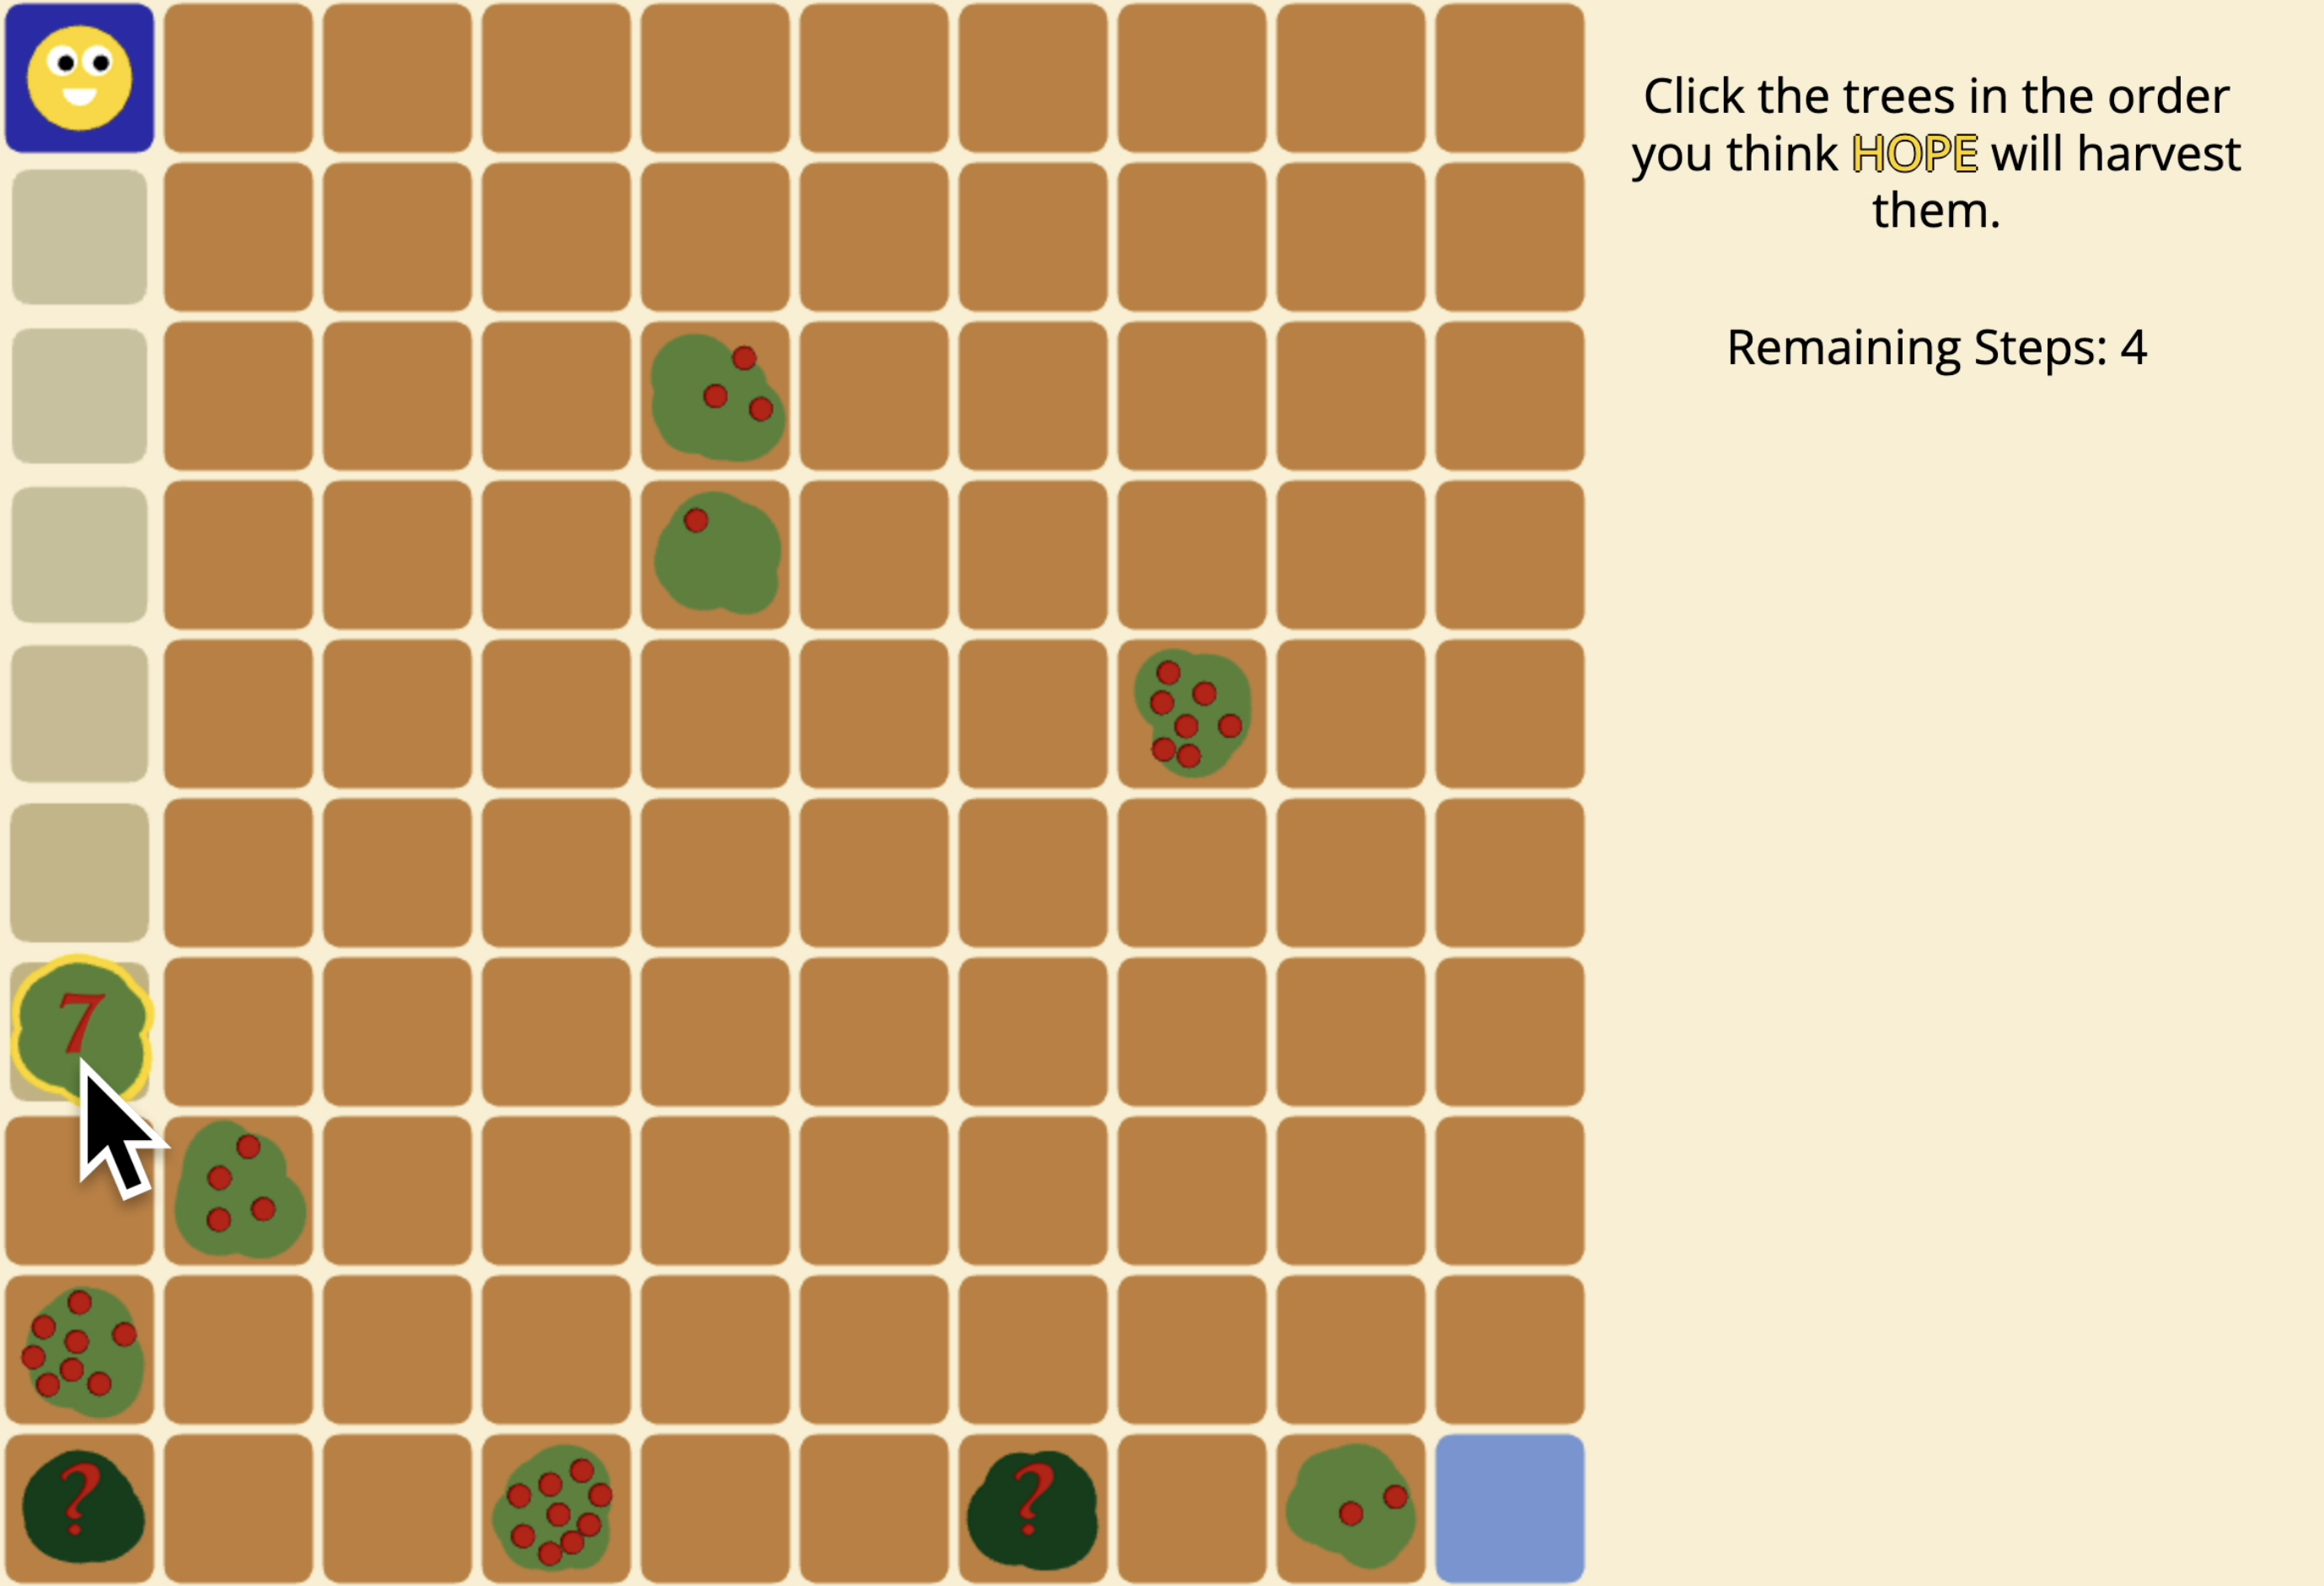 Click the trees in the order
you think HOPE will harvest
them.
Remaining Steps: 4
7
?
?